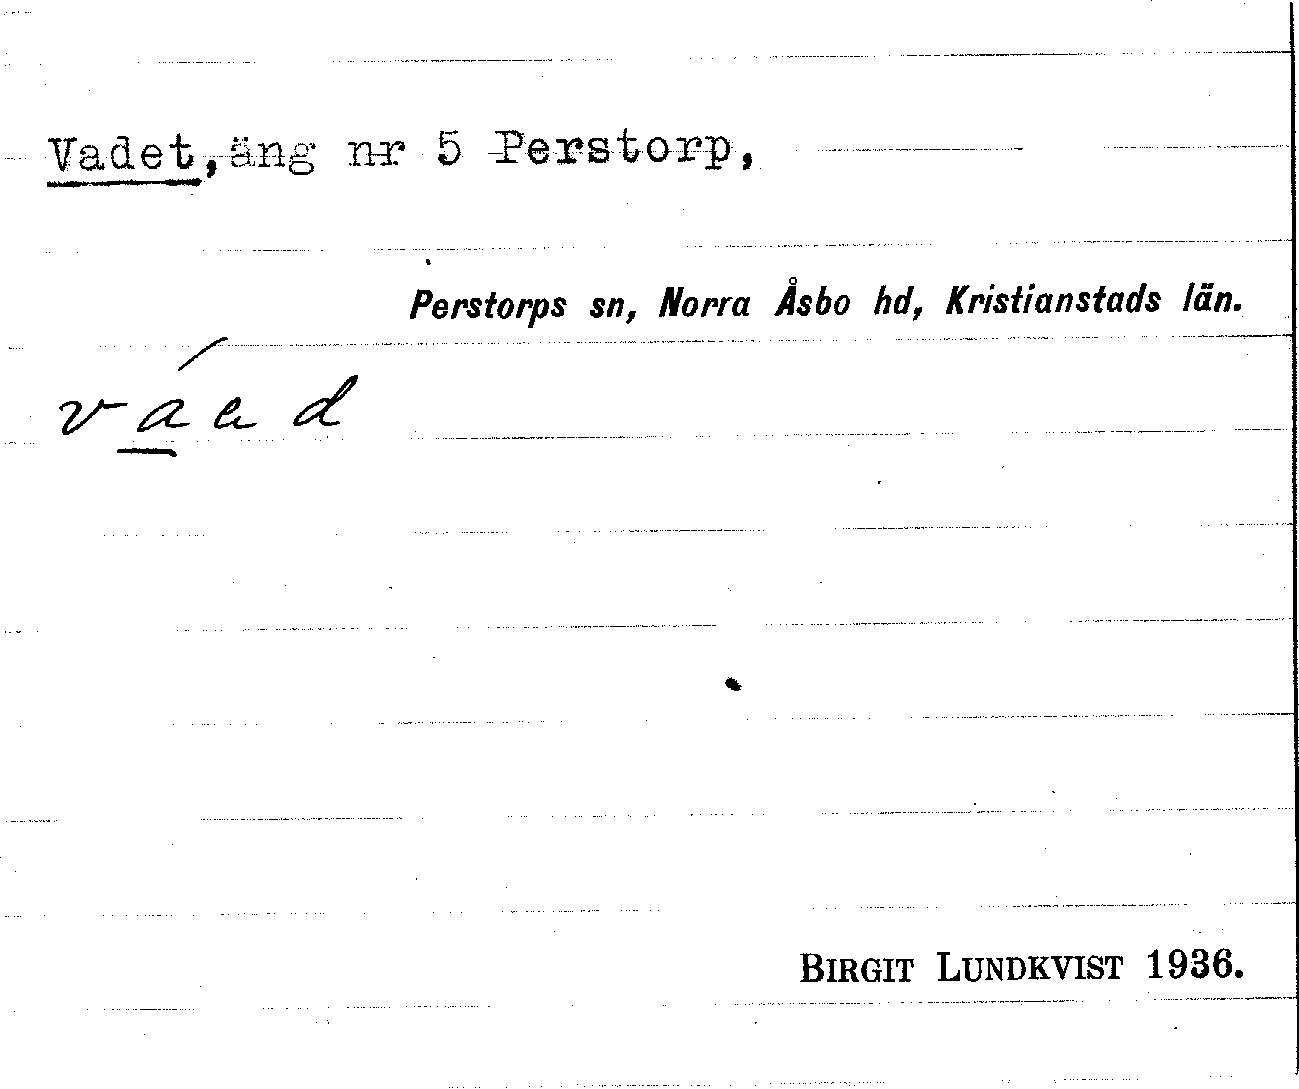 Vadet, äng nr 5 Perstorp,
Perstorps sn, Norra Åsbo hd, Kristianstads län.
váad
BIRGIT LUNDKVIST 1936.